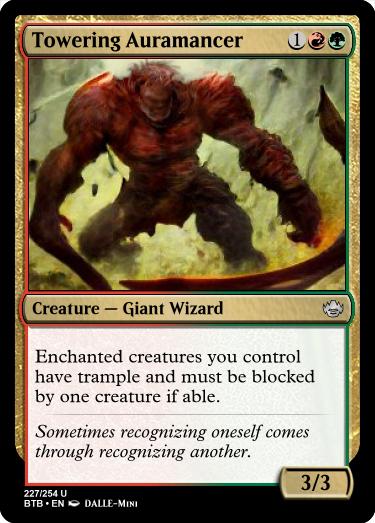 Towering Auramancer 1
Creature — Giant Wizard
Enchanted creatures you control
have trample and must be blocked
by one creature if able.
Sometimes recognizing oneself comes
through recognizing another.
3/3
227/254 U
BTB • EN DALLE-Mini